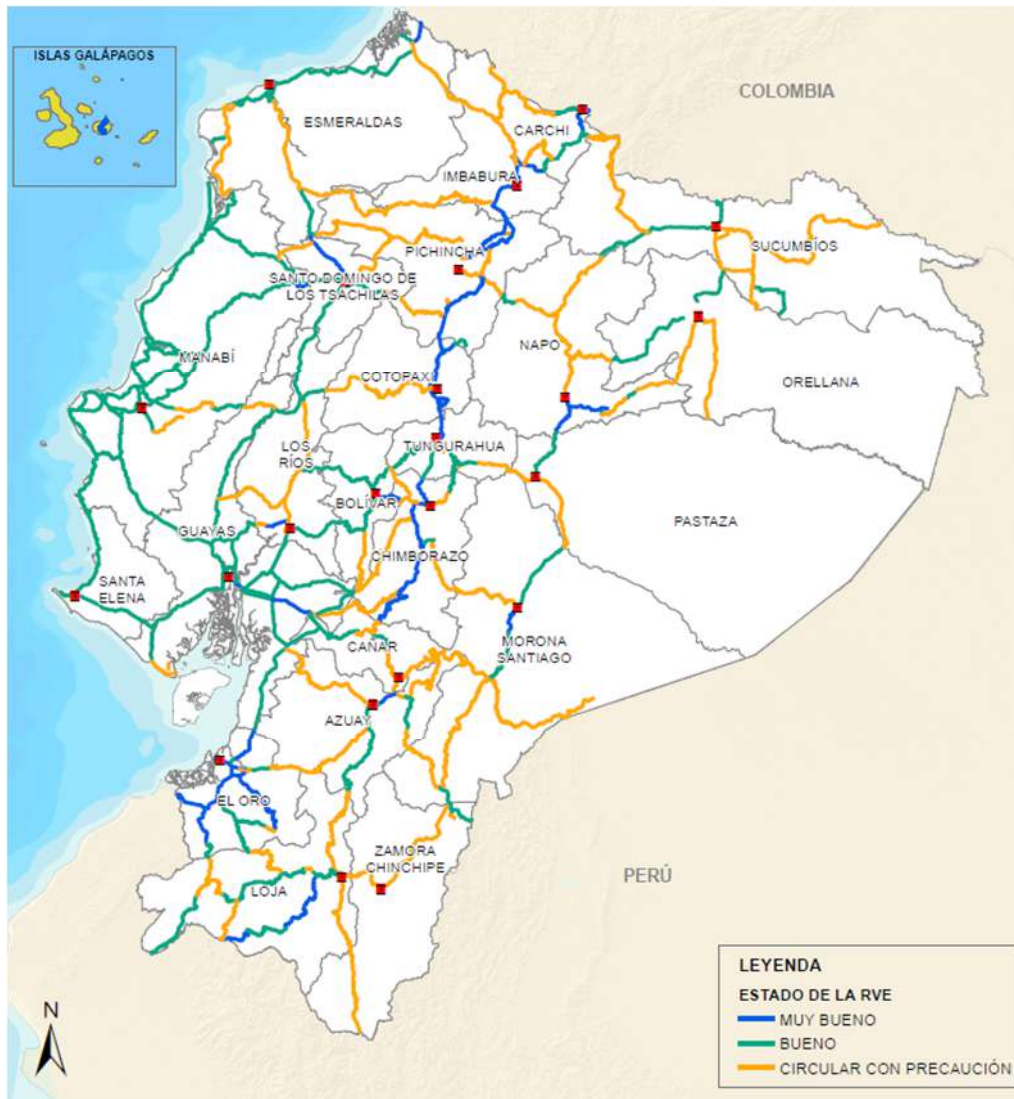 ISLAS GALÁPAGOS
COLOMBIA
ESMERALDAS
CARCHI
IMBABURA
PICHINCHA
SUCUMBÍOS
SANTO DOMINGO DE
LOS TSACHILAS
NAPO
MANABÍ
COTOPAXI
ORELLANA
LOS
RÍOS
TUNGURAHUA
BOLÍVAR
PASTAZA
GUAYAS
CHIMBORAZO
SANTA
ELENA
CAÑAR
MORONA
SANTIAGO
AZUAY
EL ORO
ZAMORA
CHINCHIPE
LOJA
PERÚ
N
LEYENDA
ESTADO DE LA RVE
MUY BUENO
BUENO
CIRCULAR CON PRECAUCIÓN